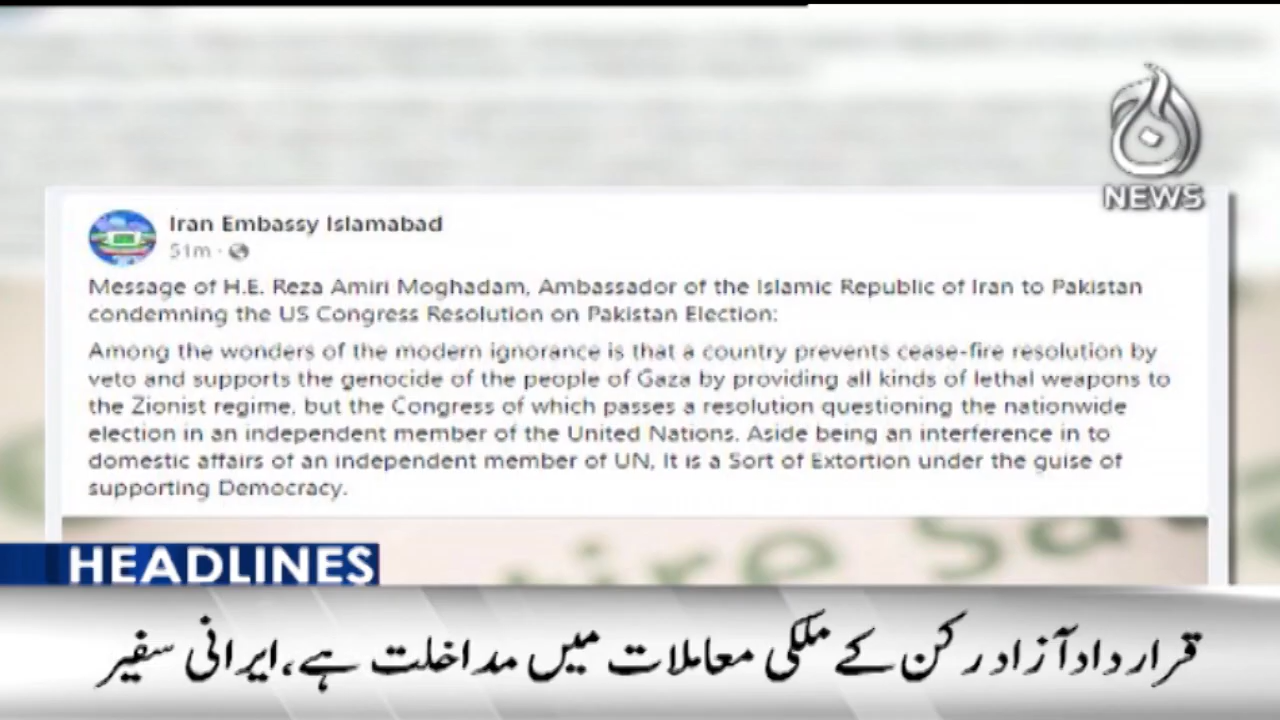 آج
NEWS
Iran Embassy Islamabad
51m ·
Message of H.E. Reza Amiri Moghadam, Ambassador of the Islamic Republic of Iran to Pakistan
condemning the US Congress Resolution on Pakistan Election:
Among the wonders of the modern ignorance is that a country prevents cease-fire resolution by
veto and supports the genocide of the people of Gaza by providing all kinds of lethal weapons to
the Zionist regime, but the Congress of which passes a resolution questioning the nationwide
election in an independent member of the United Nations. Aside being an interference in to
domestic affairs of an independent member of UN, It is a Sort of Extortion under the guise of
supporting Democracy.
HEADLINES
قرارداد آزاد رکن کے ملکی معاملات میں مداخلت ہے، ایرانی سفیر